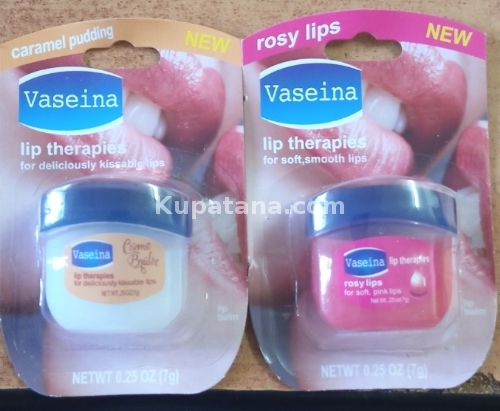 caramel pudding
NEW
Vaseina
lip therapies
for deliciously kissable lips
Vaseina
Crème
Brûlée
lip therapies
for deliciously kissable lips
NETWT 0.25 OZ (7g)
rosy lips
NEW
Vaseina
lip therapies
for soft,smooth lips
Vaseina
lip therapies
rosy lips
for soft, pink lips
NETWT 0.25 OZ (7g)
Kupatana.com